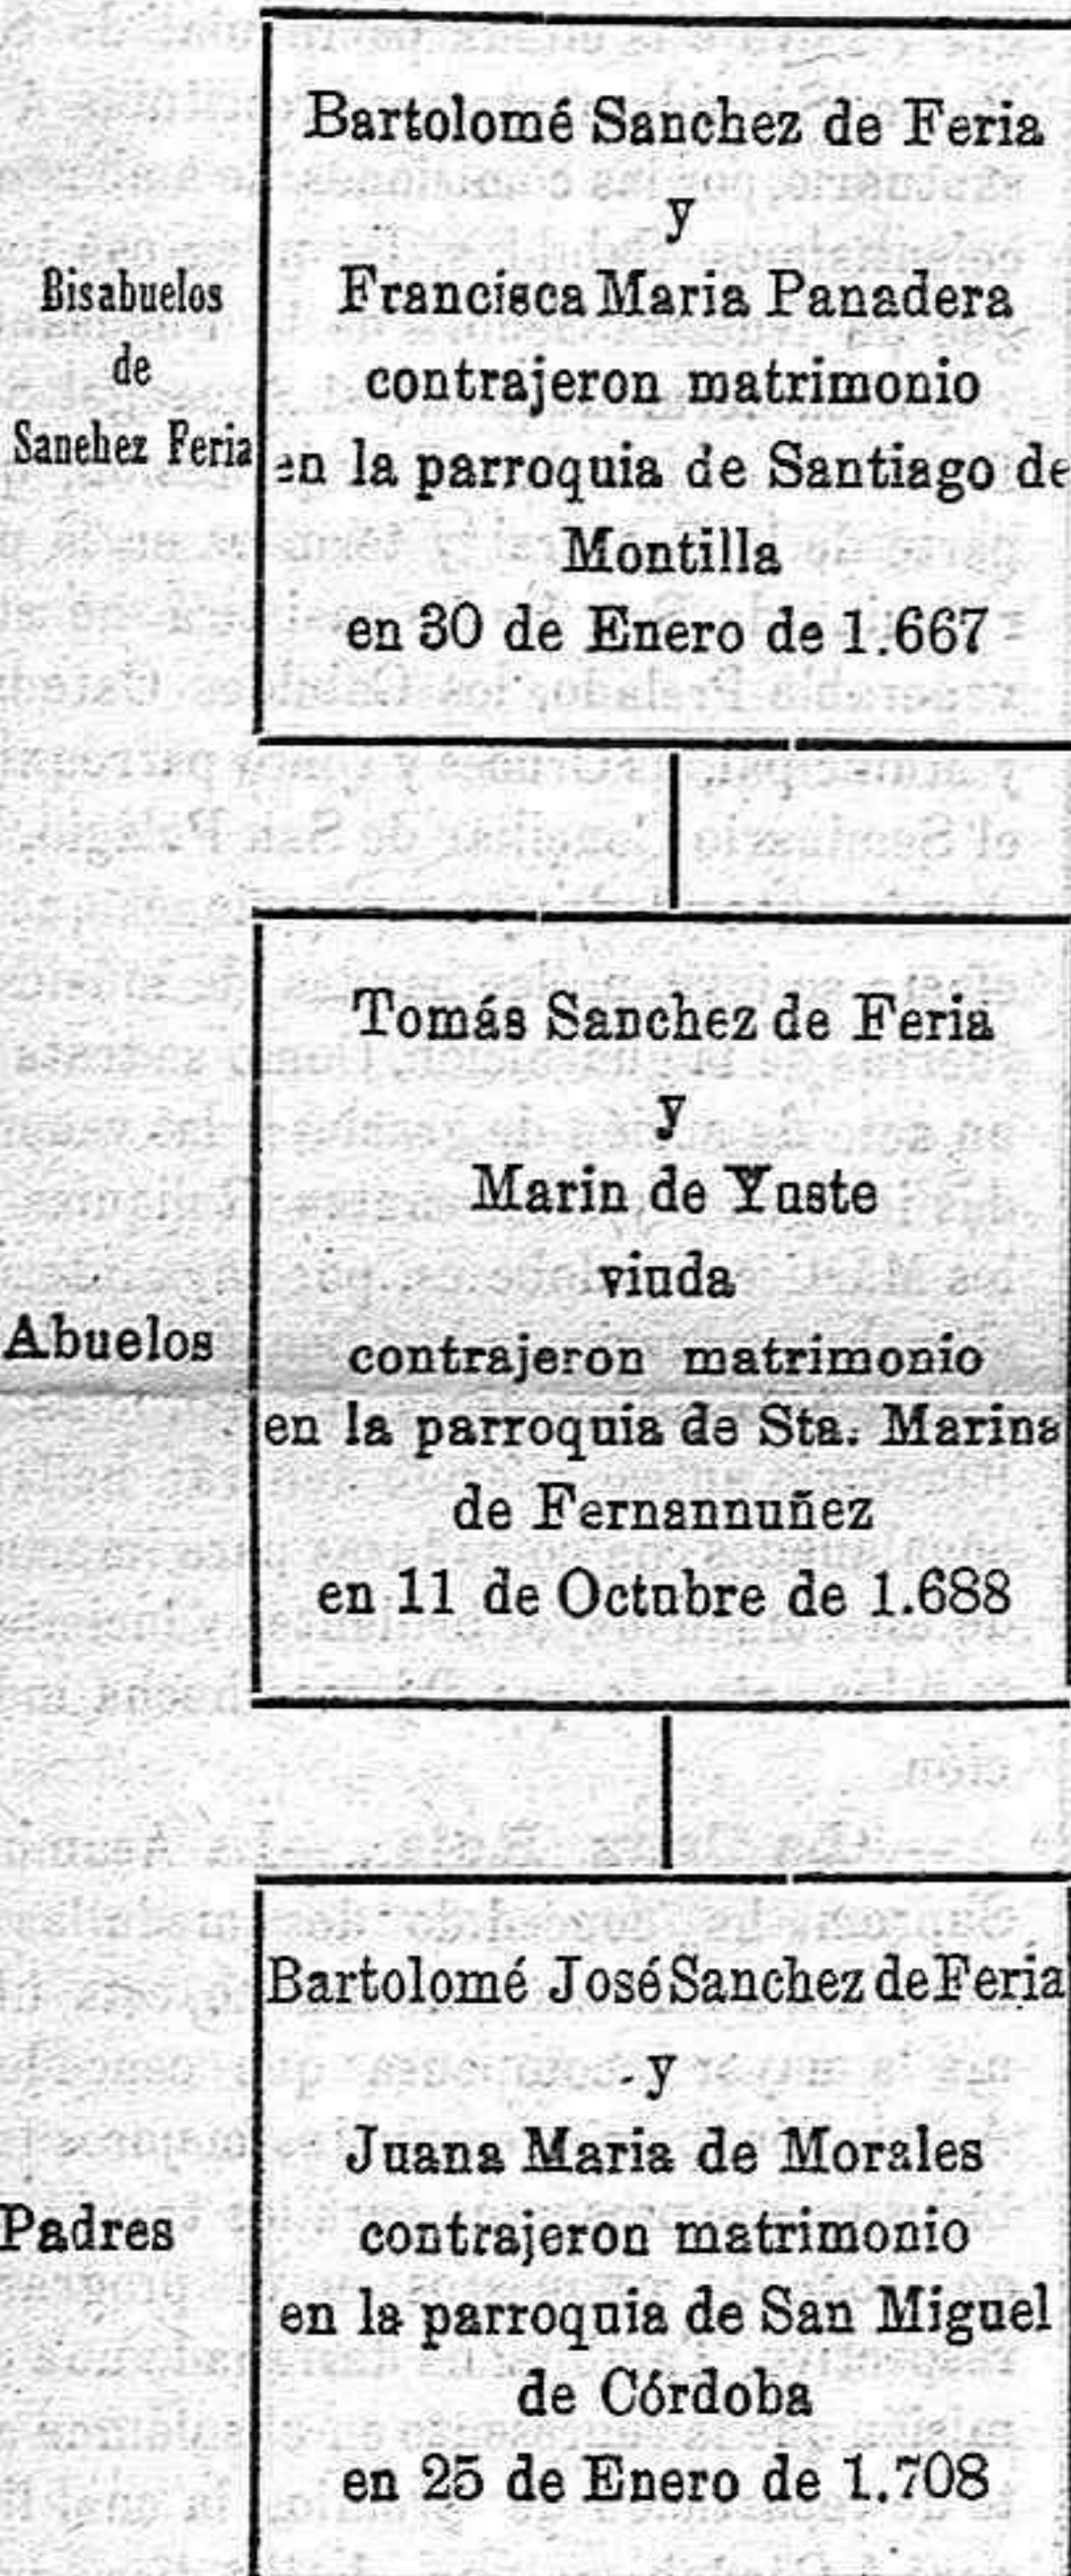 Bisabuelos
de
Sanehez Feria
Bartolomé Sanchez de Feria
y
Francisca Maria Panadera
contrajeron matrimonio
en la parroquia de Santiago de
Montilla
en 30 de Enero de 1.667
Abuelos
Tomás Sanchez de Feria
y
Marin de Yuste
viuda
contrajeron matrimonio
en la parroquia de Sta. Marina
de Fernannuñez
en 11 de Octubre de 1.688
Padres
Bartolomé José Sanchez de Feria
y
Juana Maria de Morales
contrajeron matrimonio
en la parroquia de San Miguel
de Córdoba
en 25 de Enero de 1.708